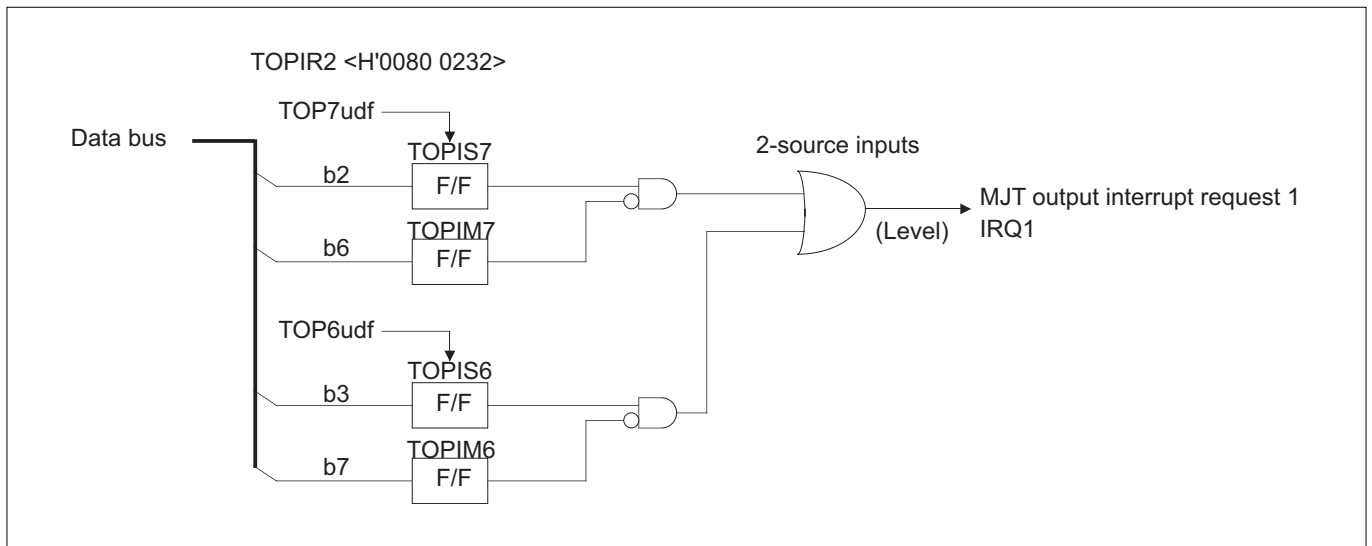 TOPIR2 <H'0080 0232>
TOP7udf
Data bus
TOPIS7
2-source inputs
b2
F/F
MJT output interrupt request 1
TOPIM7
(Level)
IRQ1
b6
F/F
TOP6udf
TOPIS6
b3
F/F
TOPIM6
b7
F/F